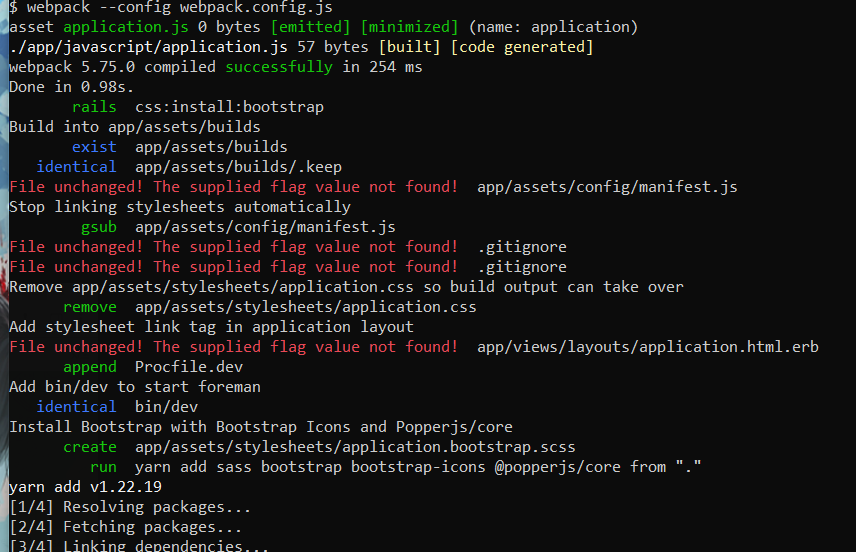 $ webpack --config webpack.config.js
asset application.js 0 bytes [emitted] [minimized] (name: application)
./app/javascript/application.js 57 bytes [built] [code generated]
webpack 5.75.0 compiled successfully in 254 ms
Done in 0.98s.
rails  css:install:bootstrap
Build into app/assets/builds
exist  app/assets/builds
identical  app/assets/builds/.keep
File unchanged! The supplied flag value not found!  app/assets/config/manifest.js
Stop linking stylesheets automatically
gsub  app/assets/config/manifest.js
File unchanged! The supplied flag value not found!  .gitignore
File unchanged! The supplied flag value not found!  .gitignore
Remove app/assets/stylesheets/application.css so build output can take over
remove  app/assets/stylesheets/application.css
Add stylesheet link tag in application layout
File unchanged! The supplied flag value not found!  app/views/layouts/application.html.erb
append  Procfile.dev
Add bin/dev to start foreman
identical  bin/dev
Install Bootstrap with Bootstrap Icons and Popperjs/core
create  app/assets/stylesheets/application.bootstrap.scss
run  yarn add sass bootstrap bootstrap-icons @popperjs/core from "."
yarn add v1.22.19
[1/4] Resolving packages...
[2/4] Fetching packages...
[3/4] Linking dependencies...